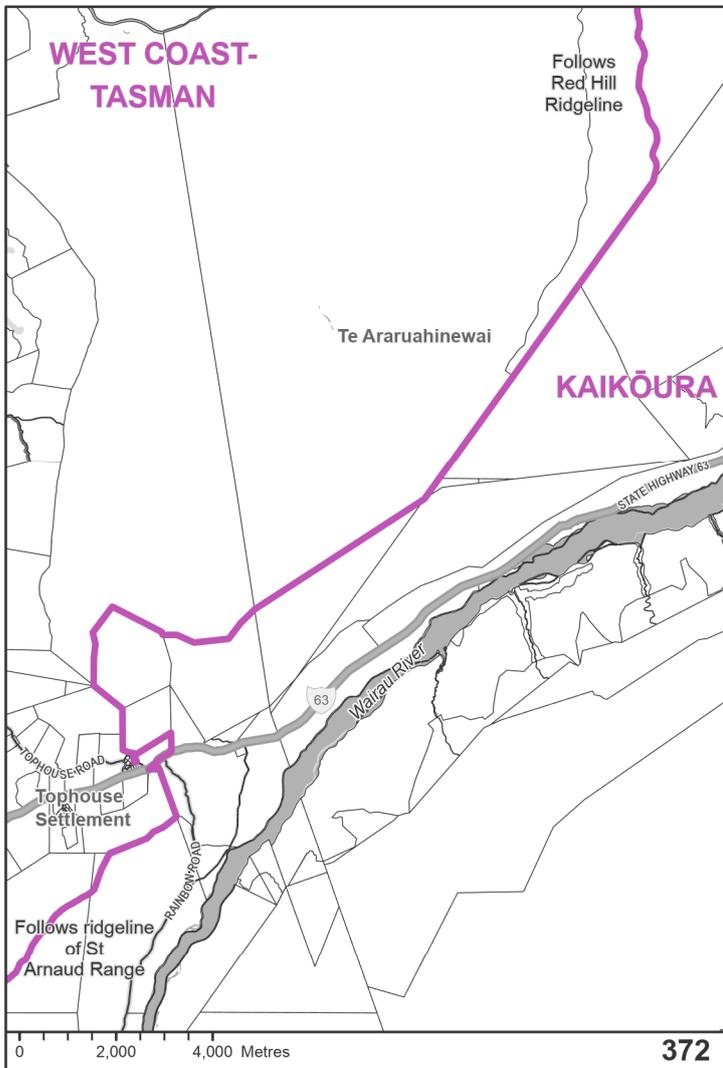 WEST COAST-
TASMAN
Follows
Red Hill
Ridgeline
Te Araruahinewai
KAIKŌURA
STATE HIGHWAY 63
63
Wairau River
TOPHOUSE ROAD
Tophouse
Settlement
RAINBOW ROAD
Follows ridgeline
of St
Arnaud Range
0 2,000 4,000 Metres
372